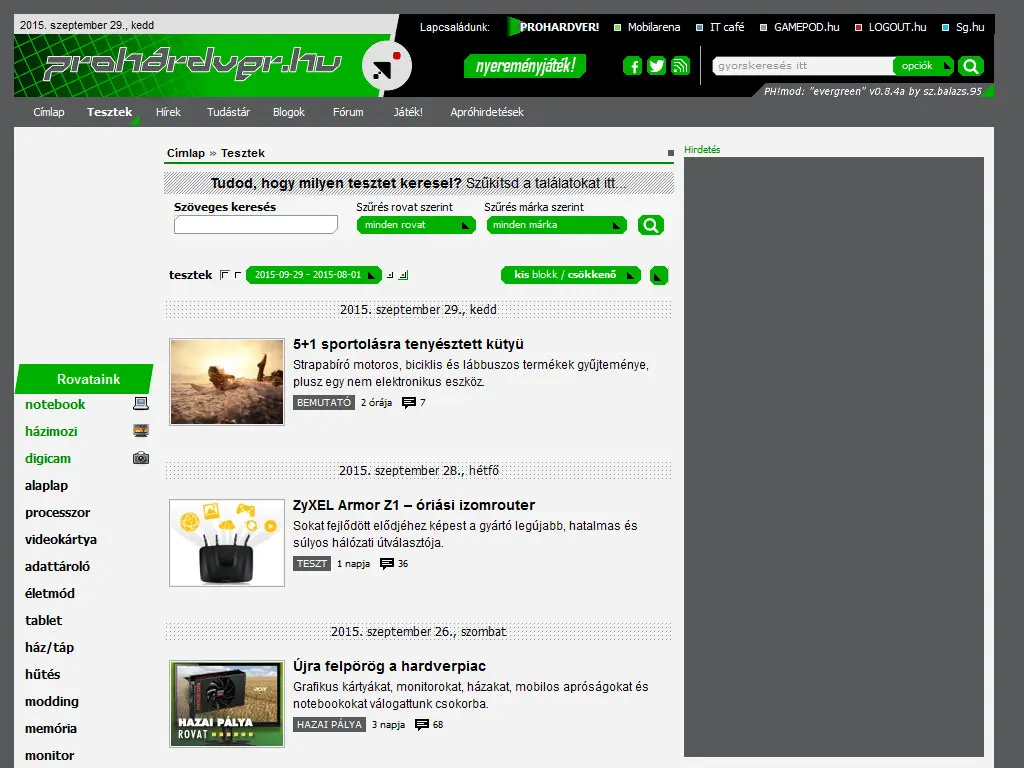 2015. szeptember 29., kedd
Lapcsaládunk: PROHARDVER! Mobilarena IT café GAMEPOD.hu LOGOUT.hu Sg.hu
prohardver.hu
nyereményjáték!
gyorskeresés itt
opciók
PH!mod: "evergreen" v0.8.4a by sz.balazs.95
Címlap Tesztek Hírek Tudástár Blogok Fórum Játék! Apróhirdetések
Címlap » Tesztek
Hirdetés
Tudod, hogy milyen tesztet keresel? Szűkítsd a találatokat itt...
Szöveges keresés
Szűrés rovat szerint
Szűrés márka szerint
minden rovat
minden márka
tesztek
2015-09-29 - 2015-08-01
kis blokk / csökkenő
2015. szeptember 29., kedd
5+1 sportolásra tenyésztett kütyü
Strapabíró motoros, biciklis és lábbuszos termékek gyűjteménye,
plusz egy nem elektronikus eszköz.
BEMUTATÓ 2 órája 7
2015. szeptember 28., hétfő
ZyXEL Armor Z1 – óriási izomrouter
Sokat fejlődött elődjéhez képest a gyártó legújabb, hatalmas és
súlyos hálózati útválasztója.
TESZT 1 napja 36
2015. szeptember 26., szombat
Újra felpörög a hardverpiac
Grafikus kártyákat, monitorokat, házakat, mobilos apróságokat és
notebookokat válogattunk csokorba.
HAZAI PÁLYA 3 napja 68
RADEON
acer
HAZAI PÁLYA
ROVAT
Rovataink
notebook
házimozi
digicam
alaplap
processzor
videokártya
adattároló
életmód
tablet
ház/táp
hűtés
modding
memória
monitor